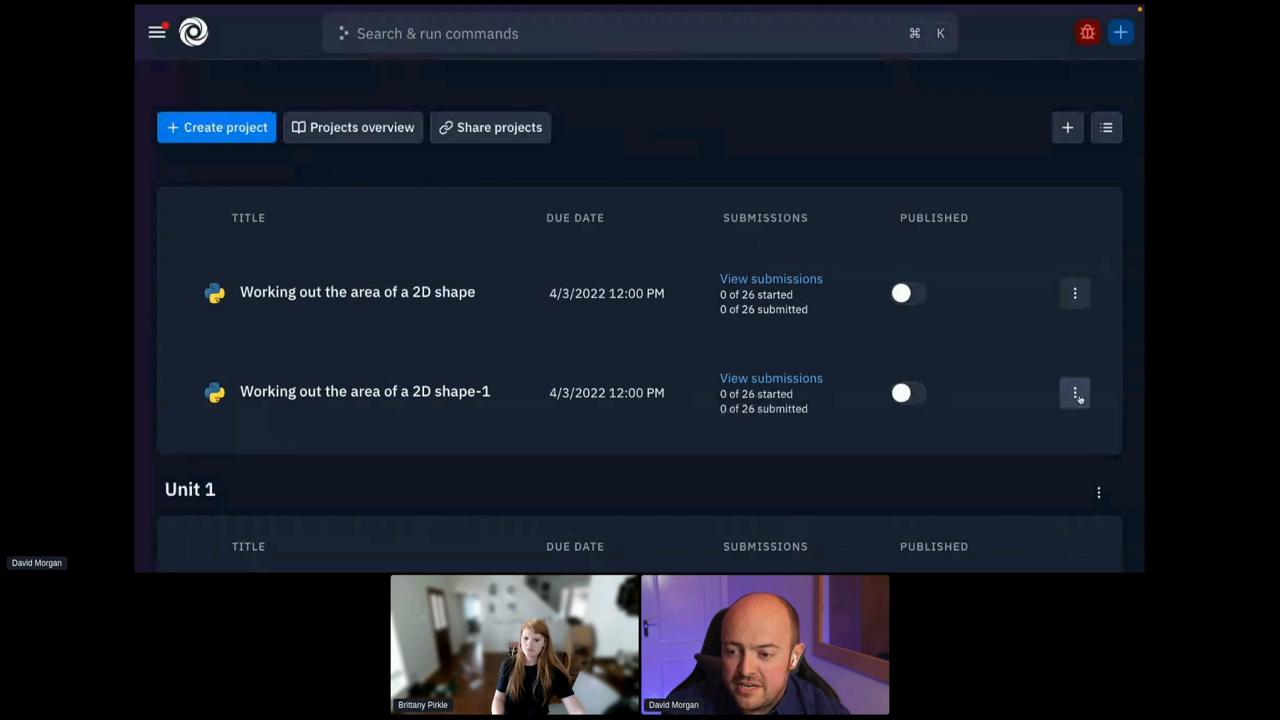 Search & run commands
⌘ K
+ Create project
Projects overview
Share projects
TITLE DUE DATE SUBMISSIONS PUBLISHED
Working out the area of a 2D shape
4/3/2022 12:00 PM
View submissions
0 of 26 started
0 of 26 submitted
Working out the area of a 2D shape-1
4/3/2022 12:00 PM
View submissions
0 of 26 started
0 of 26 submitted
Unit 1
TITLE DUE DATE SUBMISSIONS PUBLISHED
David Morgan
Brittany Pirkle
David Morgan